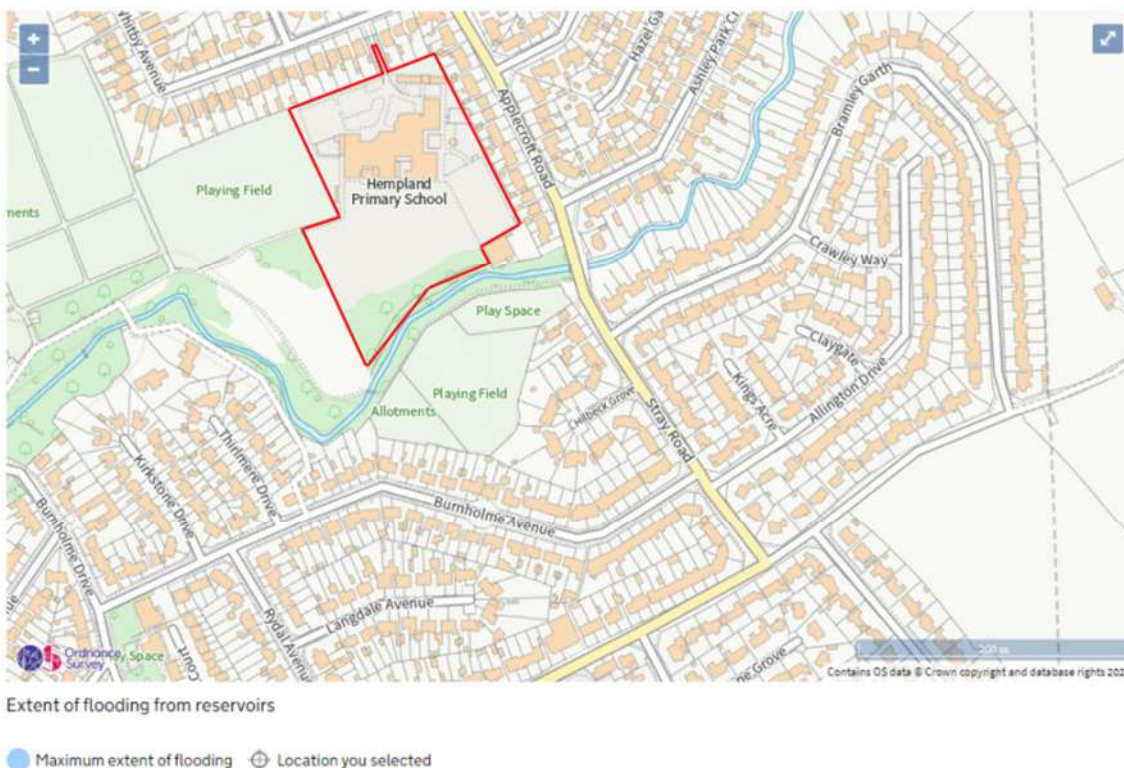 +
−
Whitby Avenue
Hazel Ga
Ashley Park Cr
Applecroft Road
Bramley Garth
Playing Field
Hempland
Primary School
ments
Crawley Way
Play Space
Claygate
Kings Acre
Allington Drive
Playing Field
Chelbeck Grove
Allotments
Stray Road
Thirlmere Drive
Kirkstone Drive
Burnholme Avenue
Burnholme Drive
Langdale Avenue
Rydal Avenue
Court
Ordnance
Survey
y Space
ne Grove
200 m
Contains OS data © Crown copyright and database rights 202
Extent of flooding from reservoirs
Maximum extent of flooding Location you selected